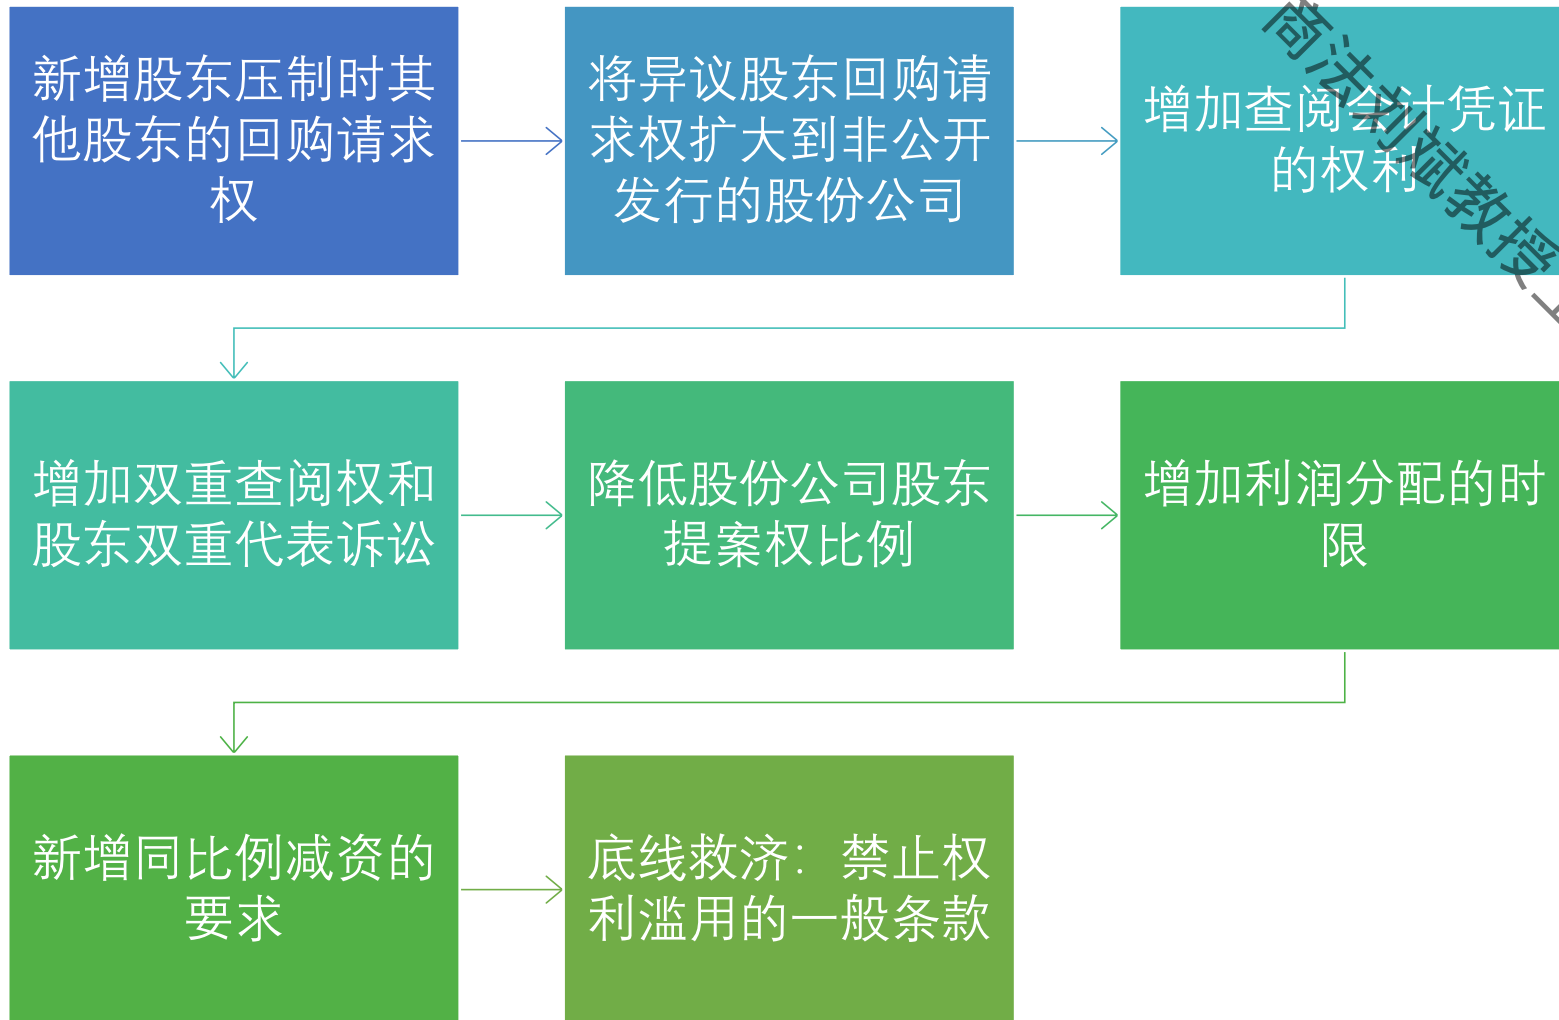 新增股东压制时其
他股东的回购请求
权
将异议股东回购请
求权扩大到非公开
发行的股份公司
增加查阅会计凭证
的权利
商法刘斌教授
增加双重查阅权和
股东双重代表诉讼
降低股份公司股东
提案权比例
增加利润分配的时
限
新增同比例减资的
要求
底线救济：禁止权
利滥用的一般条款